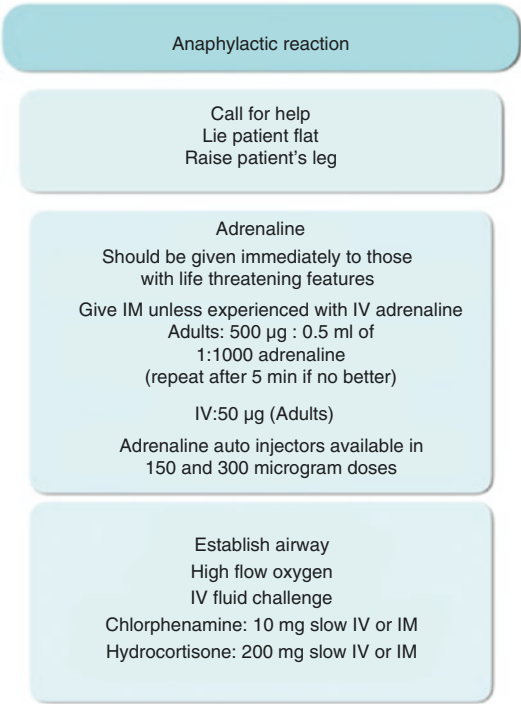 Anaphylactic reaction
Call for help
Lie patient flat
Raise patient's leg
Adrenaline
Should be given immediately to those
with life threatening features
Give IM unless experienced with IV adrenaline
Adults: 500 µg : 0.5 ml of
1:1000 adrenaline
(repeat after 5 min if no better)
IV:50 µg (Adults)
Adrenaline auto injectors available in
150 and 300 microgram doses
Establish airway
High flow oxygen
IV fluid challenge
Chlorphenamine: 10 mg slow IV or IM
Hydrocortisone: 200 mg slow IV or IM